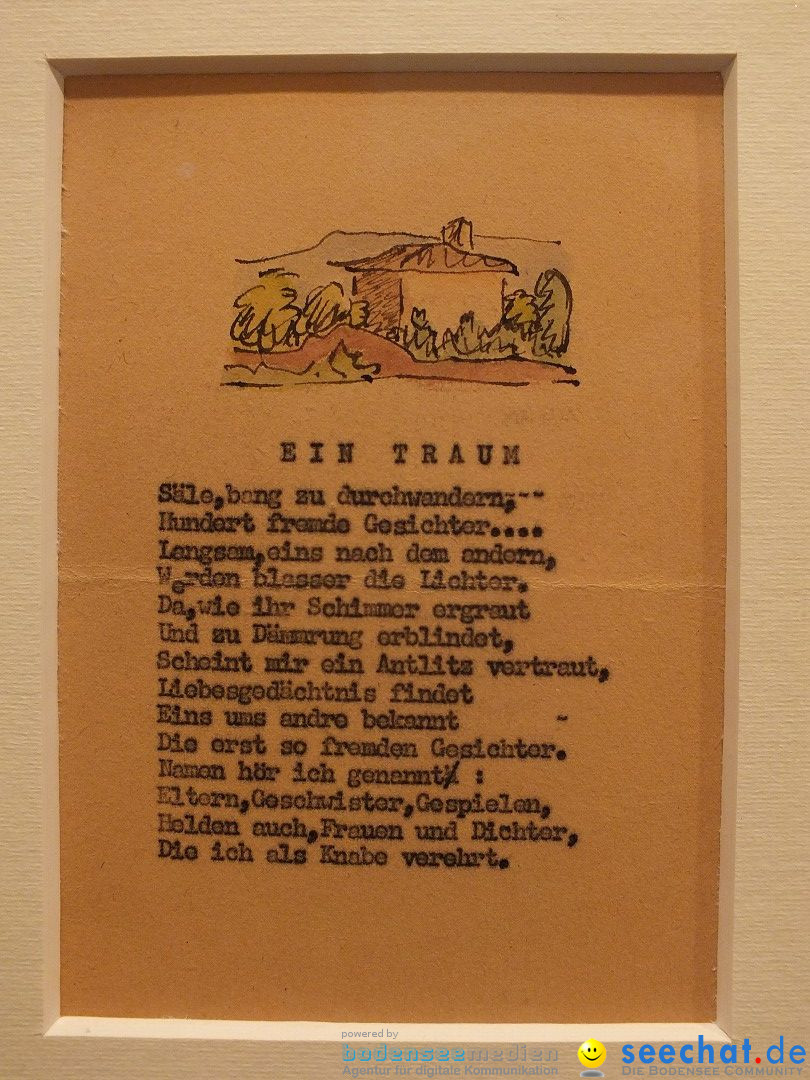 EIN TRAUM
Säle,bang zu durchwandern;--
Hundert fremde Gesichter....
Langsam,eins nach dem andern,
Werden blasser die Lichter.
Da,wie ihr Schimmer ergraut
Und zu Dämmrung erblindet,
Scheint mir ein Antlitz vertraut,
Liebesgedächtnis findet
Eins ums andre bekannt -
Die erst so fremden Gesichter.
Namen hör ich genannt :
Eltern,Geschwister,Gespielen,
Helden auch,Frauen und Dichter,
Die ich als Knabe verehrt.
powered by
bodenseemedien
Agentur für digitale Kommunikation
seechat.de
DIE BODENSEE COMMUNITY